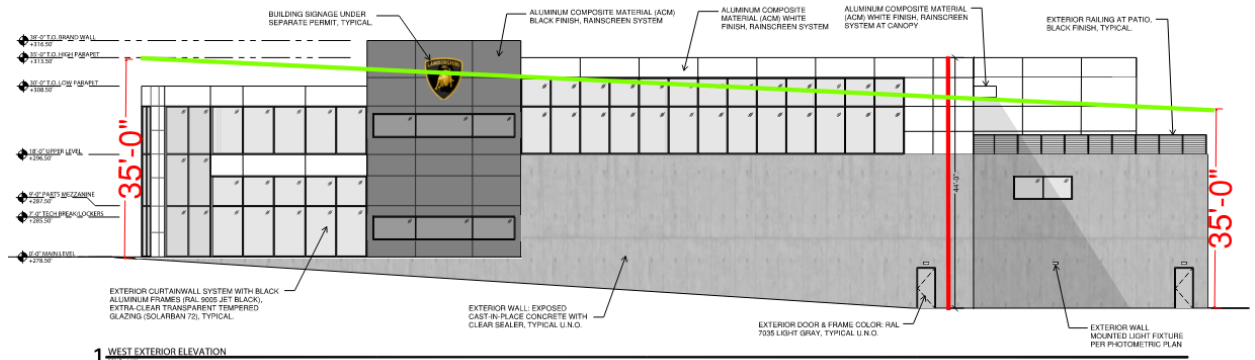 BUILDING SIGNAGE UNDER
SEPARATE PERMIT, TYPICAL.
ALUMINUM COMPOSITE MATERIAL (ACM)
BLACK FINISH, RAINSCREEN SYSTEM
ALUMINUM COMPOSITE
MATERIAL (ACM) WHITE
FINISH, RAINSCREEN SYSTEM
ALUMINUM COMPOSITE MATERIAL
(ACM) WHITE FINISH, RAINSCREEN
SYSTEM AT CANOPY
EXTERIOR RAILING AT PATIO,
BLACK FINISH, TYPICAL.
38'-0" T.O. BRAND WALL
+316.50'
35'-0" T.O. HIGH PARAPET
+313.50'
30'-0" T.O. LOW PARAPET
+308.50'
18'-0" UPPER LEVEL
+296.50'
9'-0" PARTS MEZZANINE
+287.50'
7'-0" TECH BREAK/LOCKERS
+285.50'
0'-0" MAIN LEVEL
+278.50'
35'-0"
LAMBORGHINI
44'-0"
35'-0"
EXTERIOR CURTAINWALL SYSTEM WITH BLACK
ALUMINUM FRAMES (RAL 9005 JET BLACK),
EXTRA-CLEAR TRANSPARENT TEMPERED
GLAZING (SOLARBAN 72), TYPICAL.
EXTERIOR WALL: EXPOSED
CAST-IN-PLACE CONCRETE WITH
CLEAR SEALER, TYPICAL U.N.O.
EXTERIOR DOOR & FRAME COLOR: RAL
7035 LIGHT GRAY, TYPICAL U.N.O.
EXTERIOR WALL
MOUNTED LIGHT FIXTURE
PER PHOTOMETRIC PLAN
1 WEST EXTERIOR ELEVATION